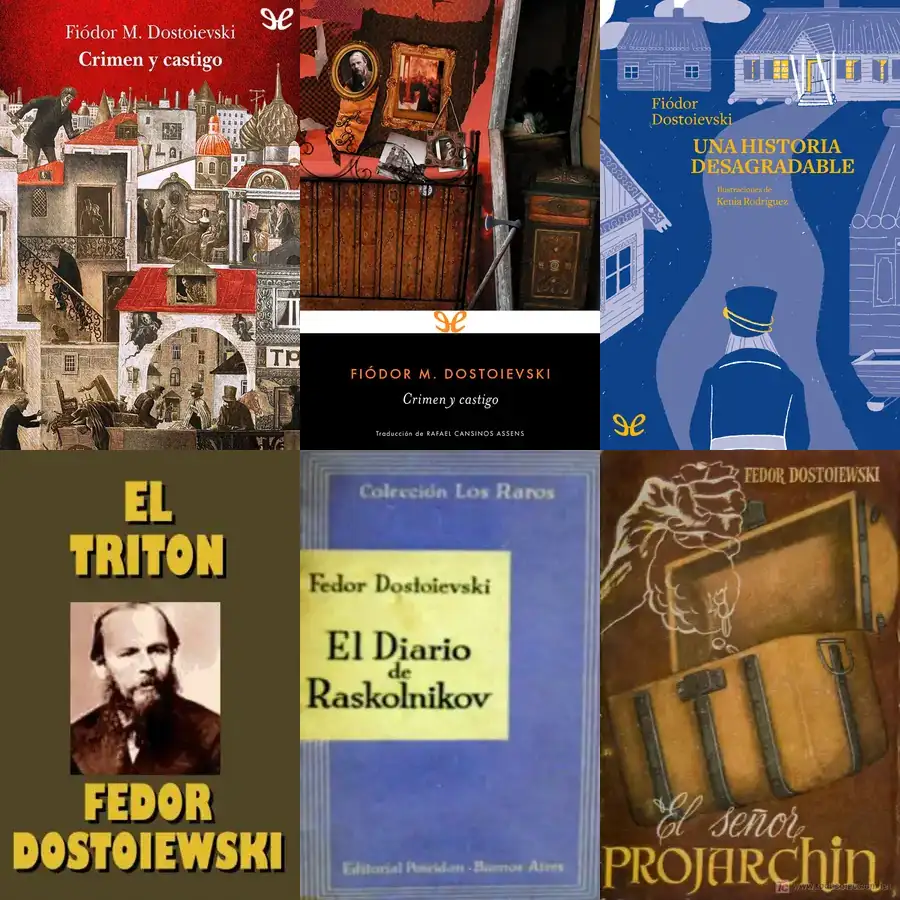 Fiódor M. Dostoievski
Crimen y castigo
TP
FIÓDOR M. DOSTOIEVSKI
Crimen y castigo
Traducción de RAFAEL CANSINOS ASSENS
Fiódor
Dostoievski
UNA HISTORIA
DESAGRADABLE
Ilustraciones de
Kenia Rodríguez
EL
TRITON
FEDOR
DOSTOIEWSKI
Colección Los Raros
Fedor Dostoievski
El Diario
de
Raskolnikov
Editorial Poseidon - Buenos Aires
FEDOR DOSTOIEWSKI
El señor
PROJARCHIN